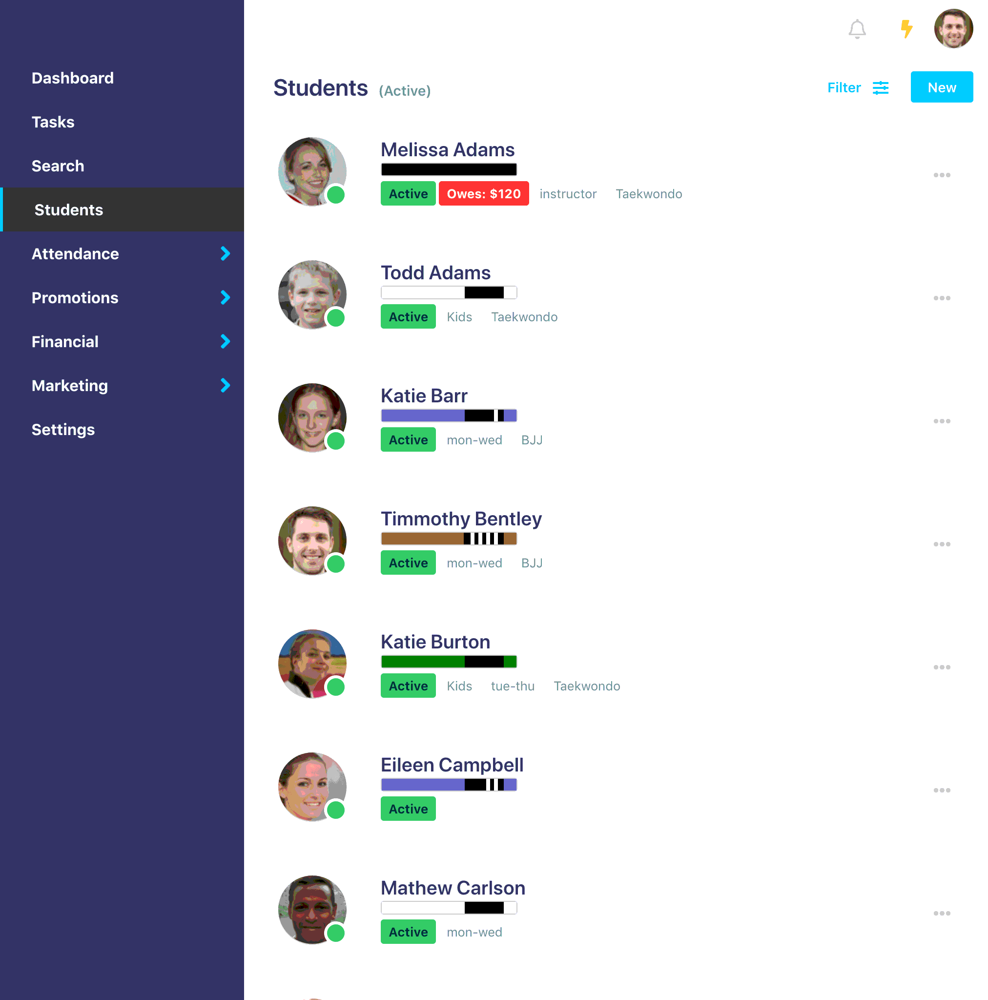 Dashboard
Tasks
Search
Students
Attendance
Promotions
Financial
Marketing
Settings
Students (Active)
Filter
New
Melissa Adams
Active Owes: $120 instructor Taekwondo
Todd Adams
Active Kids Taekwondo
Katie Barr
Active mon-wed BJJ
Timmothy Bentley
Active mon-wed BJJ
Katie Burton
Active Kids tue-thu Taekwondo
Eileen Campbell
Active
Mathew Carlson
Active mon-wed